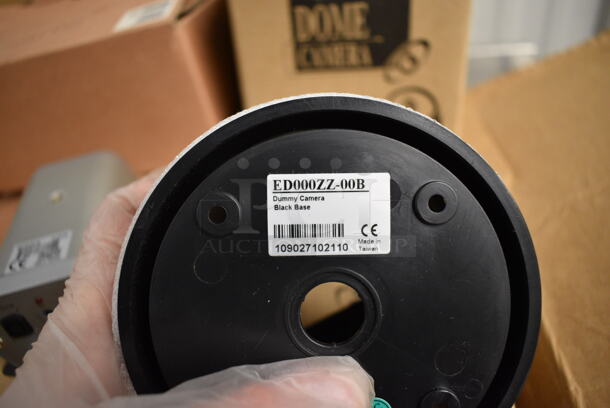 DOME
CAMERA
ED000ZZ-00B
Dummy Camera
Black Base
CE
109027102110
Made in
Taiwan